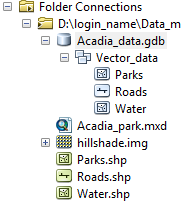 Folder Connections
D:\login_name\Data_m
Acadia_data.gdb
Vector_data
Parks
Roads
Water
Acadia_park.mxd
hillshade.img
Parks.shp
Roads.shp
Water.shp